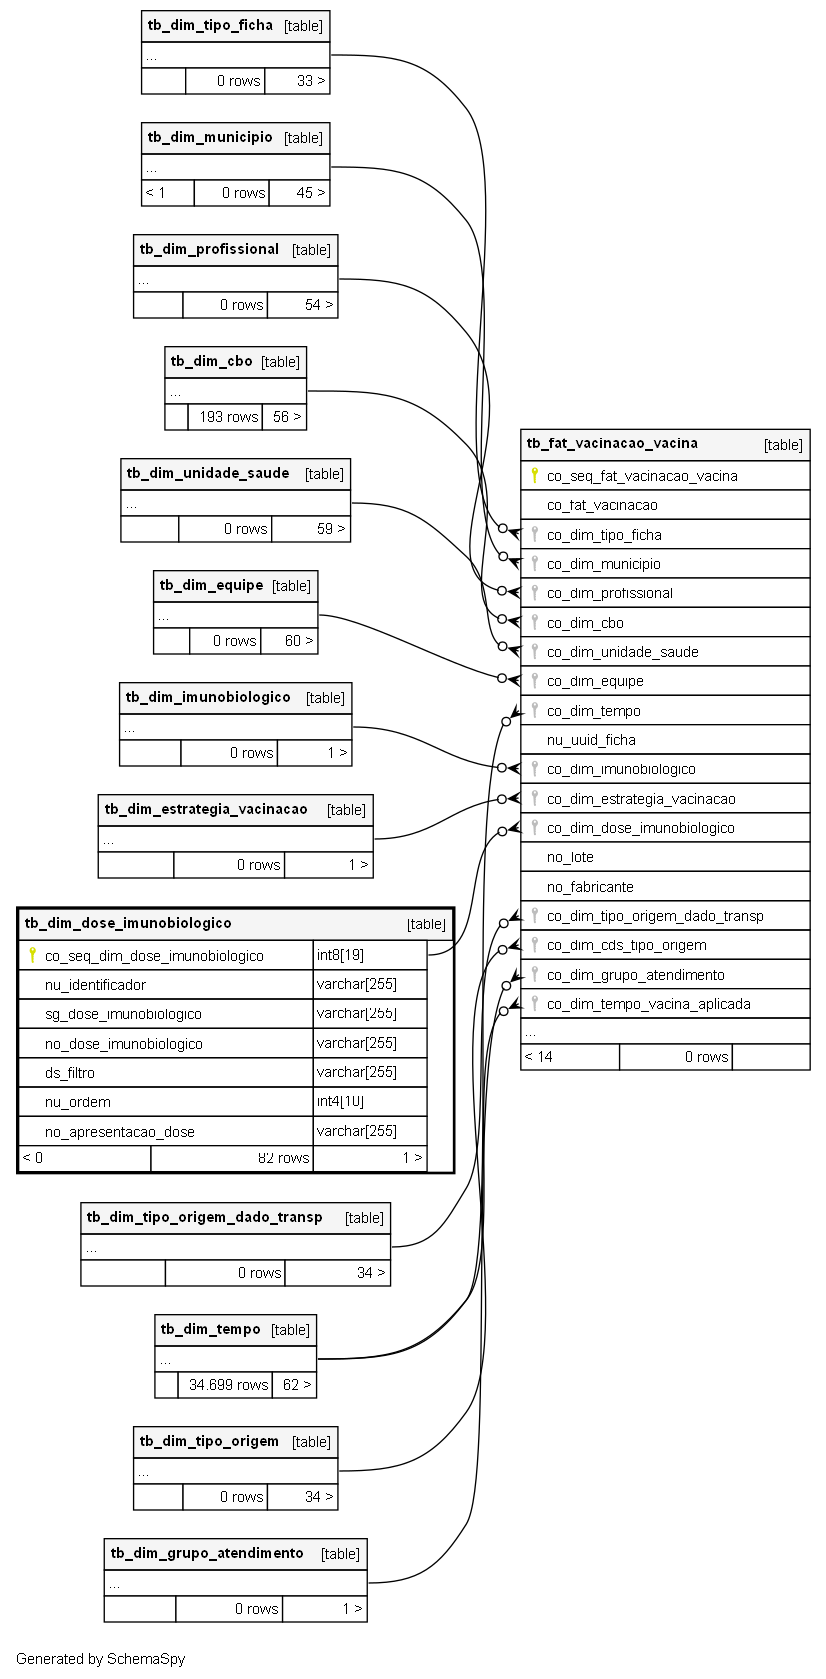 tb_dim_tipo_ficha [table]
...
0 rows 33 >
tb_dim_municipio [table]
...
< 1 0 rows 45 >
tb_dim_profissional [table]
...
0 rows 54 >
tb_dim_cbo [table]
...
193 rows 56 >
tb_dim_unidade_saude [table]
...
0 rows 59 >
tb_dim_equipe [table]
...
0 rows 60 >
tb_dim_imunobiologico [table]
...
0 rows 1 >
tb_dim_estrategia_vacinacao [table]
...
0 rows 1 >
tb_dim_dose_imunobiologico [table]
co_seq_dim_dose_imunobiologico int8[19]
nu_identificador varchar[255]
sg_dose_imunobiologico varchar[255]
no_dose_imunobiologico varchar[255]
ds_filtro varchar[255]
nu_ordem int4[10]
no_apresentacao_dose varchar[255]
< 0 82 rows 1 >
tb_dim_tipo_origem_dado_transp [table]
...
0 rows 34 >
tb_dim_tempo [table]
...
34.699 rows 62 >
tb_dim_tipo_origem [table]
...
0 rows 34 >
tb_dim_grupo_atendimento [table]
...
0 rows 1 >
tb_fat_vacinacao_vacina [table]
co_seq_fat_vacinacao_vacina
co_fat_vacinacao
co_dim_tipo_ficha
co_dim_municipio
co_dim_profissional
co_dim_cbo
co_dim_unidade_saude
co_dim_equipe
co_dim_tempo
nu_uuid_ficha
co_dim_imunobiologico
co_dim_estrategia_vacinacao
co_dim_dose_imunobiologico
no_lote
no_fabricante
co_dim_tipo_origem_dado_transp
co_dim_cds_tipo_origem
co_dim_grupo_atendimento
co_dim_tempo_vacina_aplicada
...
< 14 0 rows
Generated by SchemaSpy